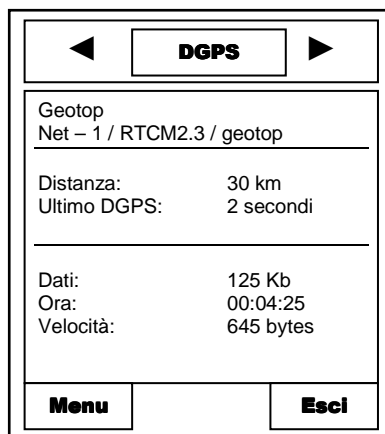 ◄ DGPS ►
Geotop
Net – 1 / RTCM2.3 / geotop
Distanza: 30 km
Ultimo DGPS: 2 secondi
Dati: 125 Kb
Ora: 00:04:25
Velocità: 645 bytes
Menu Esci